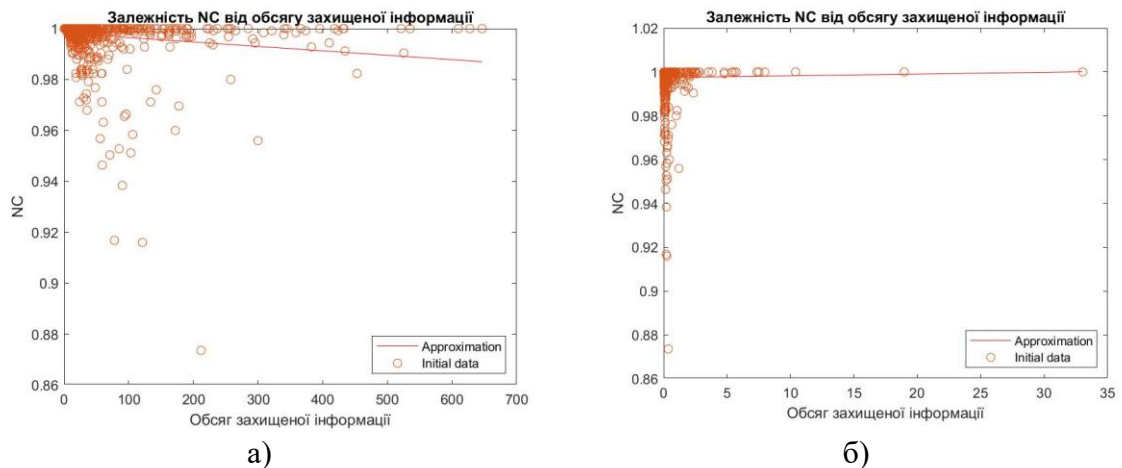 Залежність NC від обсягу захищеної інформації
1
0.98
0.96
0.94
0.92
0.9
0.88
0.86
NC
0 100 200 300 400 500 600 700
Обсяг захищеної інформації
Approximation
Initial data
а)
Залежність NC від обсягу захищеної інформації
1.02
1
0.98
0.96
0.94
0.92
0.9
0.88
0.86
NC
0 5 10 15 20 25 30 35
Обсяг захищеної інформації
Approximation
Initial data
б)